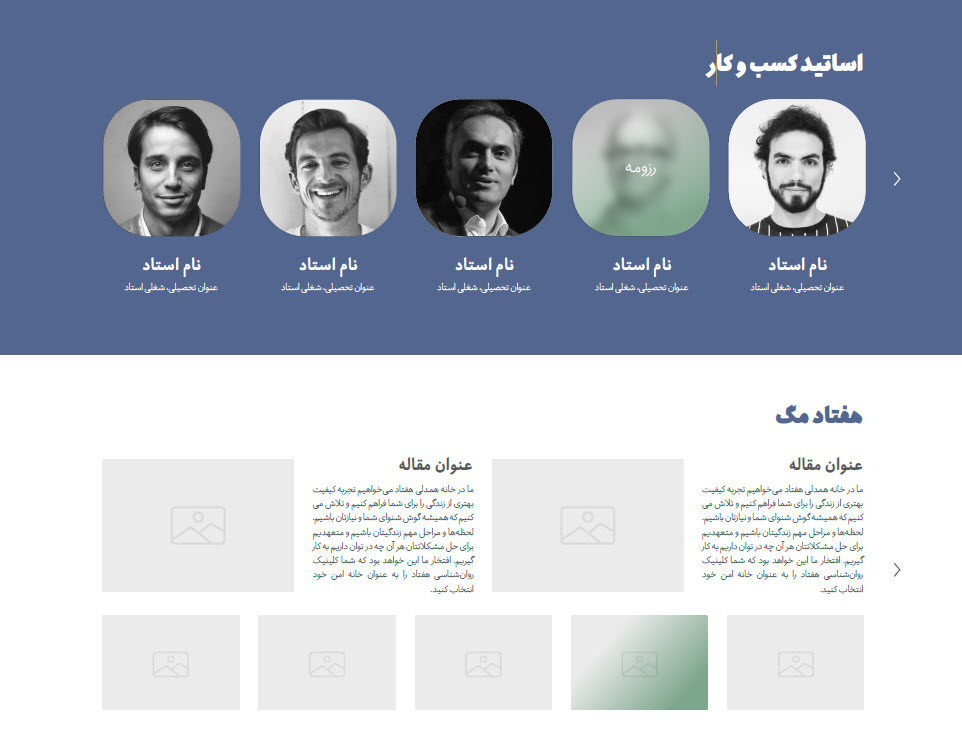 اساتید کسب و کار
رزومه
نام استاد
عنوان تحصیلی، شغلی استاد
نام استاد
عنوان تحصیلی، شغلی استاد
نام استاد
عنوان تحصیلی، شغلی استاد
نام استاد
عنوان تحصیلی، شغلی استاد
نام استاد
عنوان تحصیلی، شغلی استاد
هفتاد مگ
عنوان مقاله
ما در خانه همدلی هفتاد می‌خواهیم تجربه کیفیت
بهتری از زندگی را برای شما فراهم کنیم و تلاش می
کنیم که همیشه گوش شنوای شما و نیازتان باشیم.
لحظه‌ها و مراحل مهم زندگیتان باشیم و متعهدیم
برای حل مشکلاتتان هر آن چه در توان داریم به کار
گیریم. افتخار ما این خواهد بود که شما کلینیک
روان‌شناسی هفتاد را به عنوان خانه امن خود
انتخاب کنید.
عنوان مقاله
ما در خانه همدلی هفتاد می‌خواهیم تجربه کیفیت
بهتری از زندگی را برای شما فراهم کنیم و تلاش می
کنیم که همیشه گوش شنوای شما و نیازتان باشیم.
لحظه‌ها و مراحل مهم زندگیتان باشیم و متعهدیم
برای حل مشکلاتتان هر آن چه در توان داریم به کار
گیریم. افتخار ما این خواهد بود که شما کلینیک
روان‌شناسی هفتاد را به عنوان خانه امن خود
انتخاب کنید.